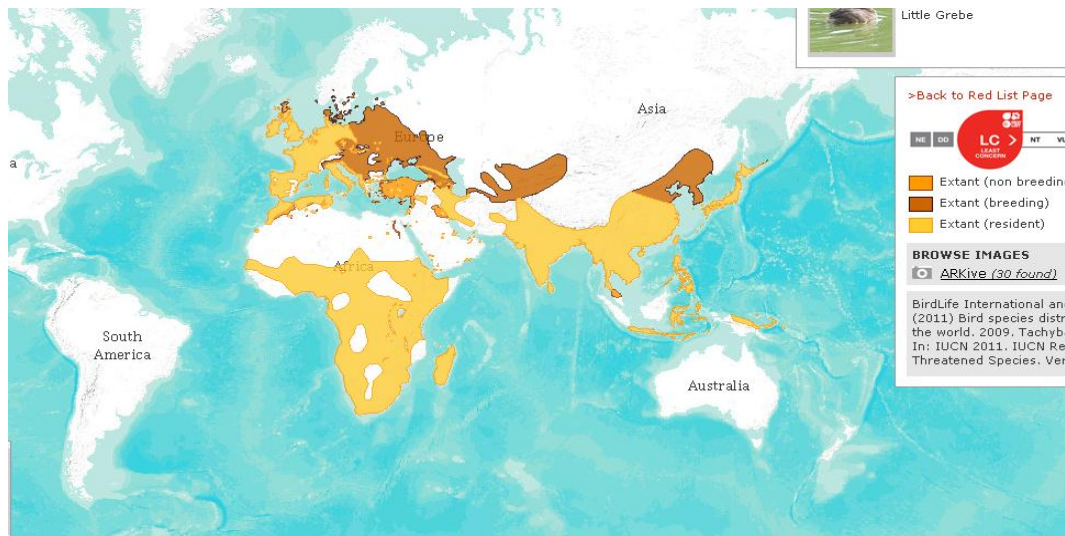 Little Grebe
>Back to Red List Page
NE DD LC > NT VU
LEAST
CONCERN
Extant (non breeding
Extant (breeding)
Extant (resident)
BROWSE IMAGES
ARKive (30 found)
BirdLife International an
(2011) Bird species distr
the world. 2009. Tachyba
In: IUCN 2011. IUCN Re
Threatened Species. Ver
Asia
Europe
a
Africa
South
America
Australia